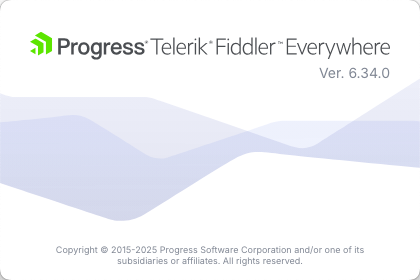 Progress® Telerik® Fiddler™ Everywhere
Ver. 6.34.0
Copyright © 2015-2025 Progress Software Corporation and/or one of its
subsidiaries or affiliates. All rights reserved.